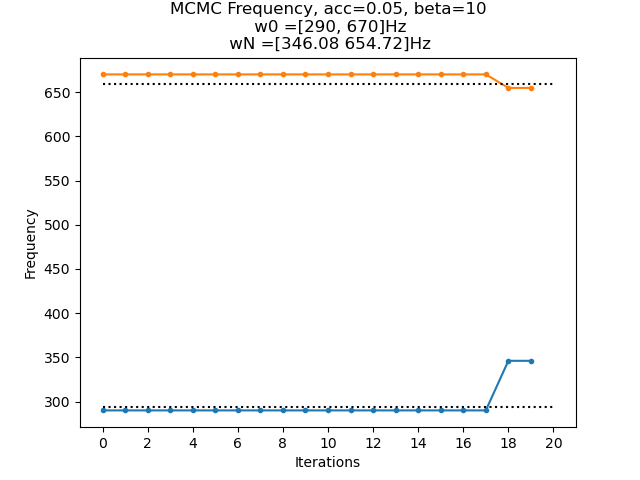 MCMC Frequency, acc=0.05, beta=10
w0 =[290, 670]Hz
wN =[346.08 654.72]Hz
650
600
550
500
450
400
350
300
Frequency
0 2 4 6 8 10 12 14 16 18 20
Iterations